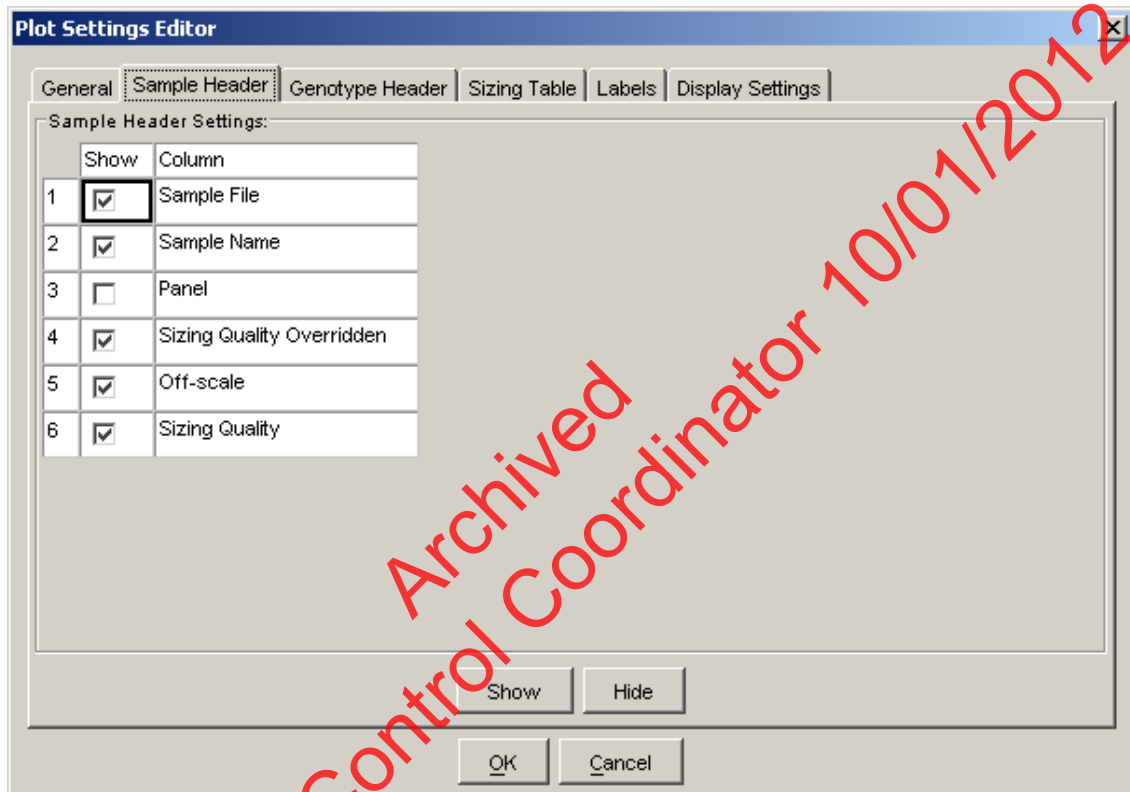 Plot Settings Editor
General Sample Header Genotype Header Sizing Table Labels Display Settings
Sample Header Settings:
Show Column
1 Sample File
2 Sample Name
3 Panel
4 Sizing Quality Overridden
5 Off-scale
6 Sizing Quality
Show Hide
OK Cancel
Archived
Control Coordinator 10/01/2012